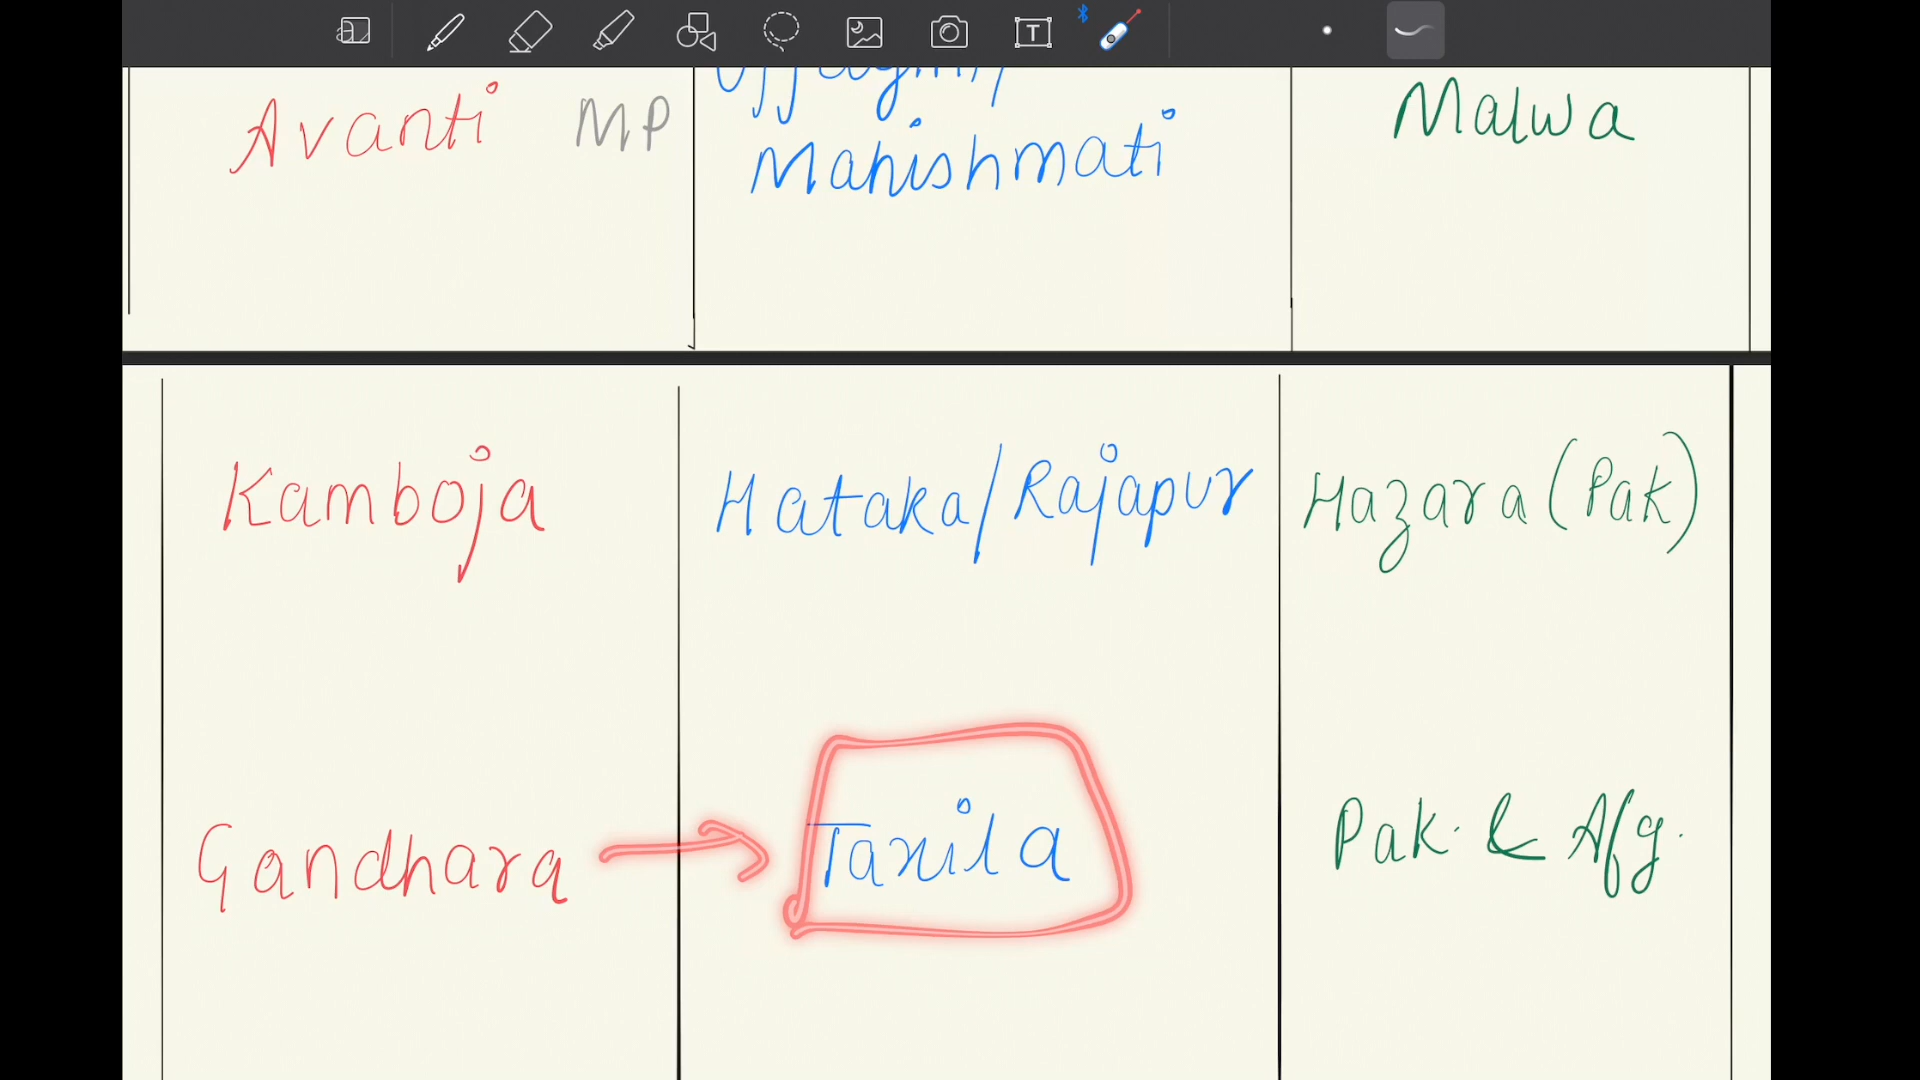 Avanti MP Mahishmati Malwa
Kamboja Hataka/Rajapur Hazara (Pak)
Gandhara → Taxila Pak. & Afg.